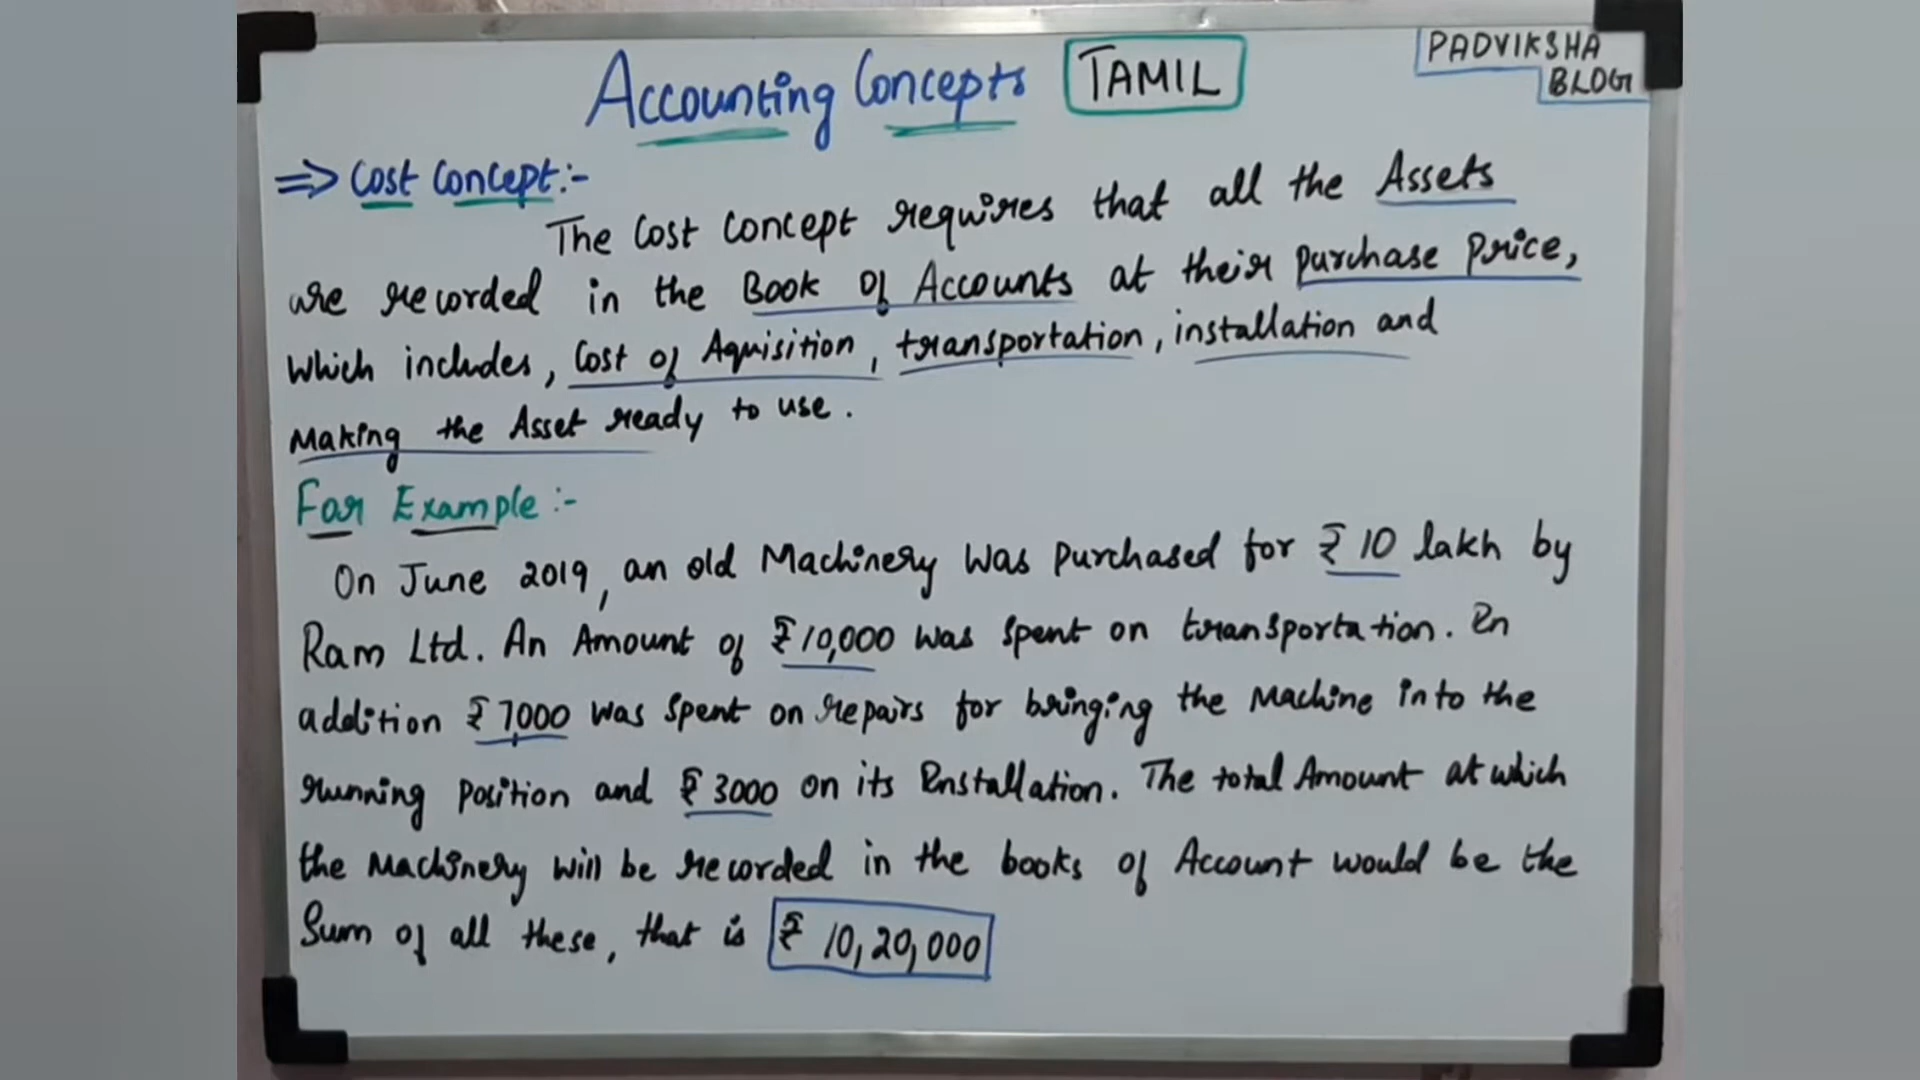 Accounting Concepts TAMIL
PADVIKSHA
BLOG
⇒ Cost Concept:-
The Cost Concept requires that all the Assets
are recorded in the Book of Accounts at their purchase price,
Which includes, Cost of Aquisition, transportation, installation and
Making the Asset ready to use.
For Example:-
On June 2019, an old Machinery Was purchased for ₹ 10 lakh by
Ram Ltd. An Amount of ₹ 10,000 was spent on transportation. In
addition ₹ 7,000 was spent on repairs for bringing the Machine into the
running position and ₹ 3000 on its Installation. The total Amount at which
the Machinery will be recorded in the books of Account would be the
Sum of all these, that is ₹ 10,20,000